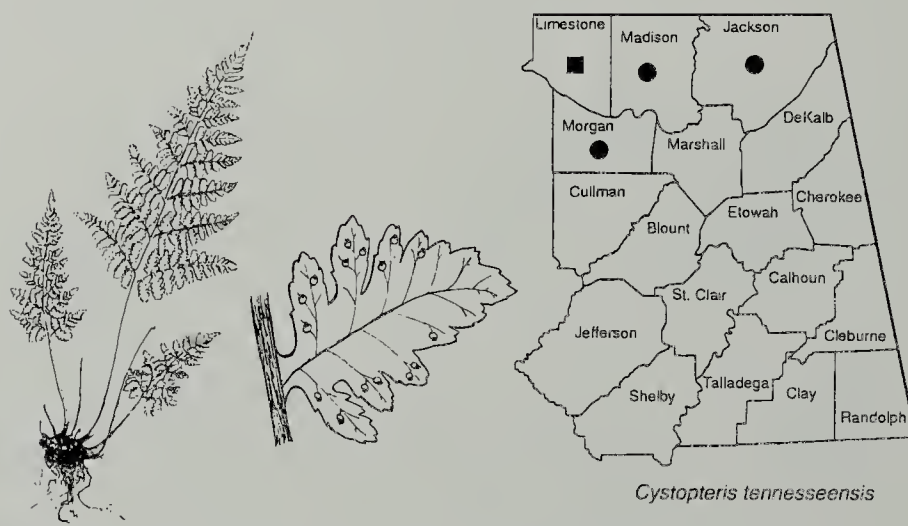 Limestone
Madison
Jackson
Morgan
Marshall
DeKalb
Cullman
Blount
Etowah
Cherokee
St. Clair
Calhoun
Jefferson
Cleburne
Shelby
Talladega
Clay
Randolph
Cystopteris tennesseensis